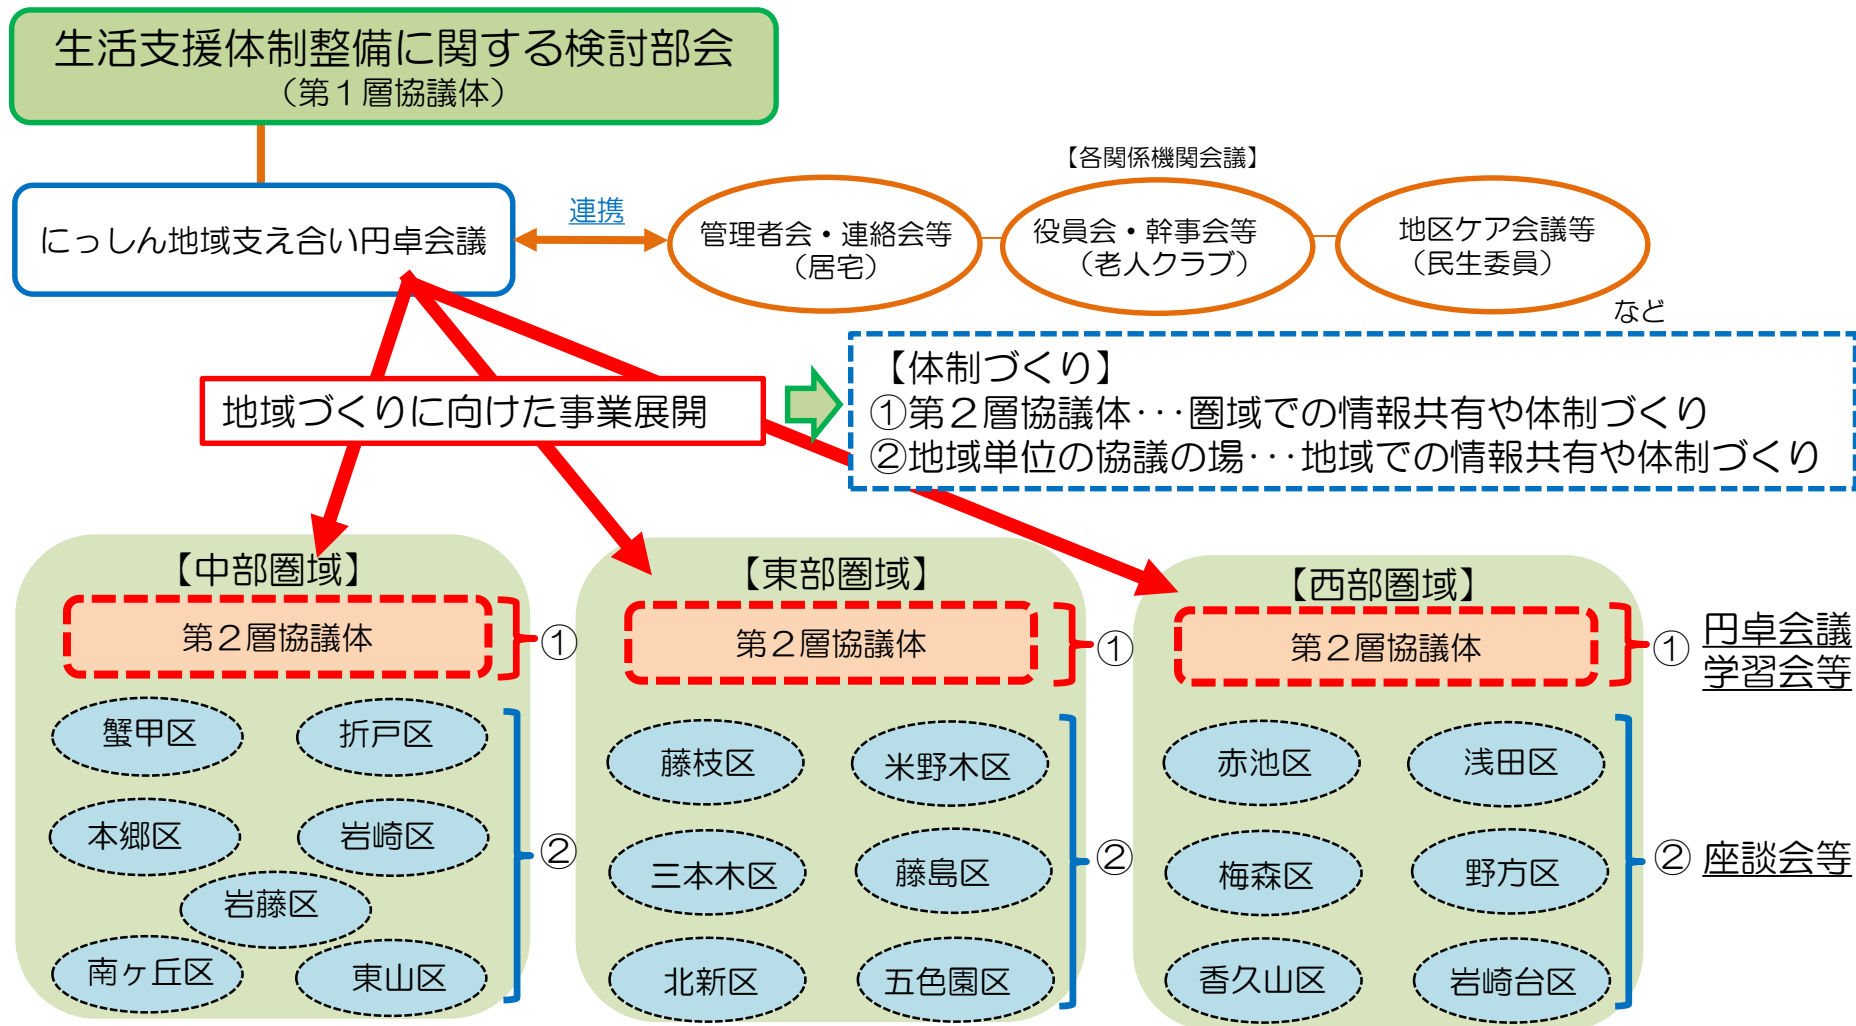 生活支援体制整備に関する検討部会
（第１層協議体）
【各関係機関会議】
にっしん地域支え合い円卓会議
連携
管理者会・連絡会等
（居宅）
役員会・幹事会等
（老人クラブ）
地区ケア会議等
（民生委員）
など
地域づくりに向けた事業展開
【体制づくり】
①第２層協議体･･･圏域での情報共有や体制づくり
②地域単位の協議の場･･･地域での情報共有や体制づくり
【中部圏域】
第２層協議体
①
蟹甲区
折戸区
本郷区
岩崎区
岩藤区
南ヶ丘区
東山区
②
【東部圏域】
第２層協議体
①
藤枝区
米野木区
三本木区
藤島区
北新区
五色園区
②
【西部圏域】
第２層協議体
①
円卓会議
学習会等
赤池区
浅田区
梅森区
野方区
香久山区
岩崎台区
② 座談会等